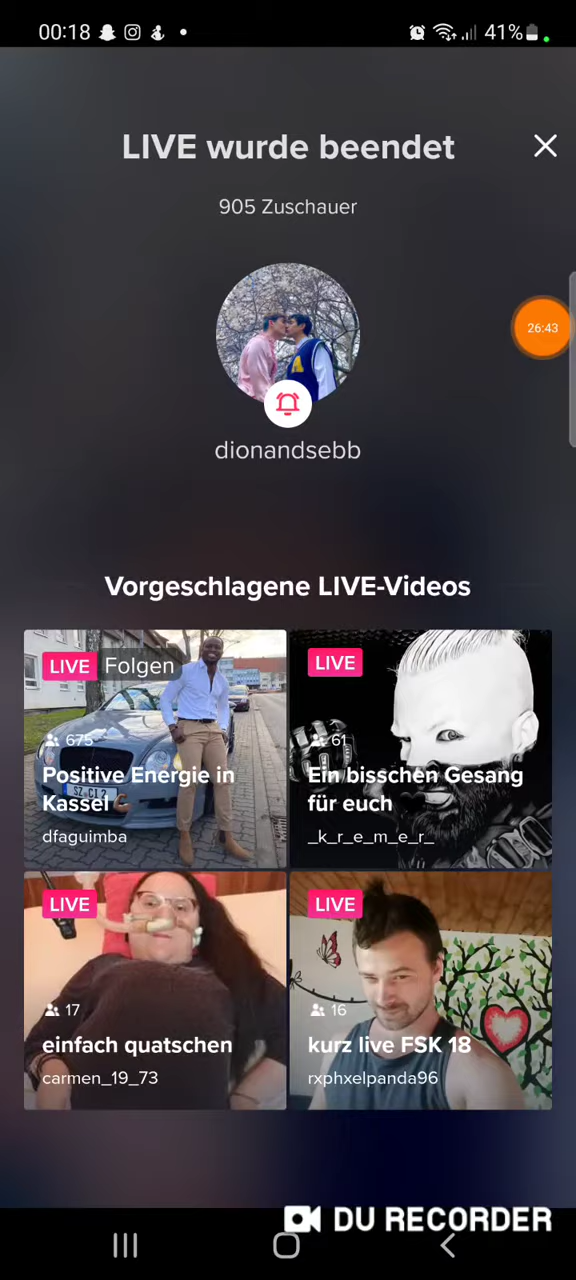 00:18
41%
LIVE wurde beendet
905 Zuschauer
26:43
dionandsebb
Vorgeschlagene LIVE-Videos
LIVE Folgen
675
Positive Energie in
Kassel
dfaguimba
LIVE
61
Ein bisschen Gesang
für euch
_k_r_e_m_e_r_
LIVE
17
einfach quatschen
carmen_19_73
LIVE
16
kurz live FSK 18
rxphxelpanda96
DU RECORDER